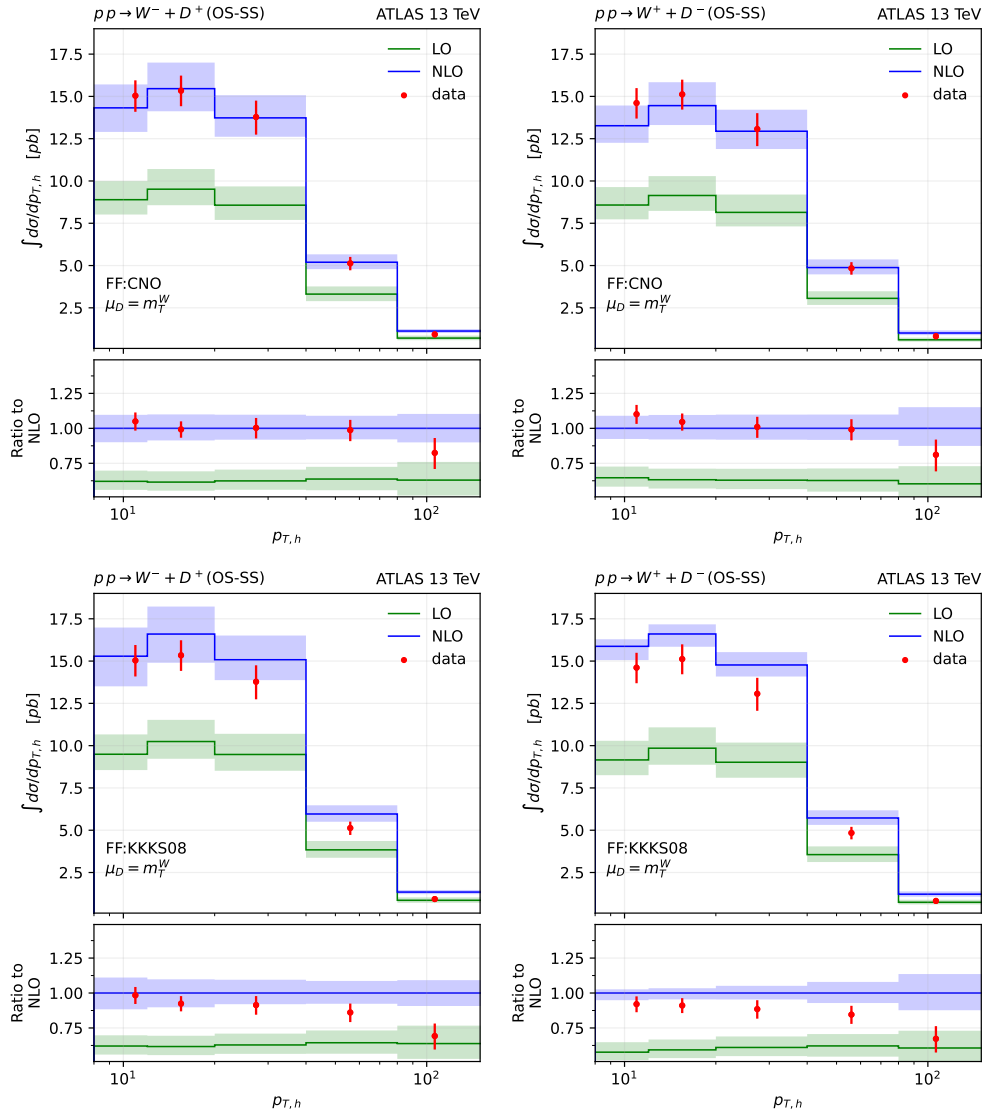 p p → W⁻ + D⁺(OS-SS) ATLAS 13 TeV
17.5
15.0
12.5
10.0
7.5
5.0
2.5
∫dσ/dp_{T,h} [pb]
LO
NLO
data
FF:CNO
μ_D = m_T^W
1.25
1.00
0.75
Ratio to
NLO
10¹ 10²
p_{T,h}
p p → W⁺ + D⁻(OS-SS) ATLAS 13 TeV
17.5
15.0
12.5
10.0
7.5
5.0
2.5
∫dσ/dp_{T,h} [pb]
LO
NLO
data
FF:CNO
μ_D = m_T^W
1.25
1.00
0.75
Ratio to
NLO
10¹ 10²
p_{T,h}
p p → W⁻ + D⁺(OS-SS) ATLAS 13 TeV
17.5
15.0
12.5
10.0
7.5
5.0
2.5
∫dσ/dp_{T,h} [pb]
LO
NLO
data
FF:KKKS08
μ_D = m_T^W
1.25
1.00
0.75
Ratio to
NLO
10¹ 10²
p_{T,h}
p p → W⁺ + D⁻(OS-SS) ATLAS 13 TeV
17.5
15.0
12.5
10.0
7.5
5.0
2.5
∫dσ/dp_{T,h} [pb]
LO
NLO
data
FF:KKKS08
μ_D = m_T^W
1.25
1.00
0.75
Ratio to
NLO
10¹ 10²
p_{T,h}